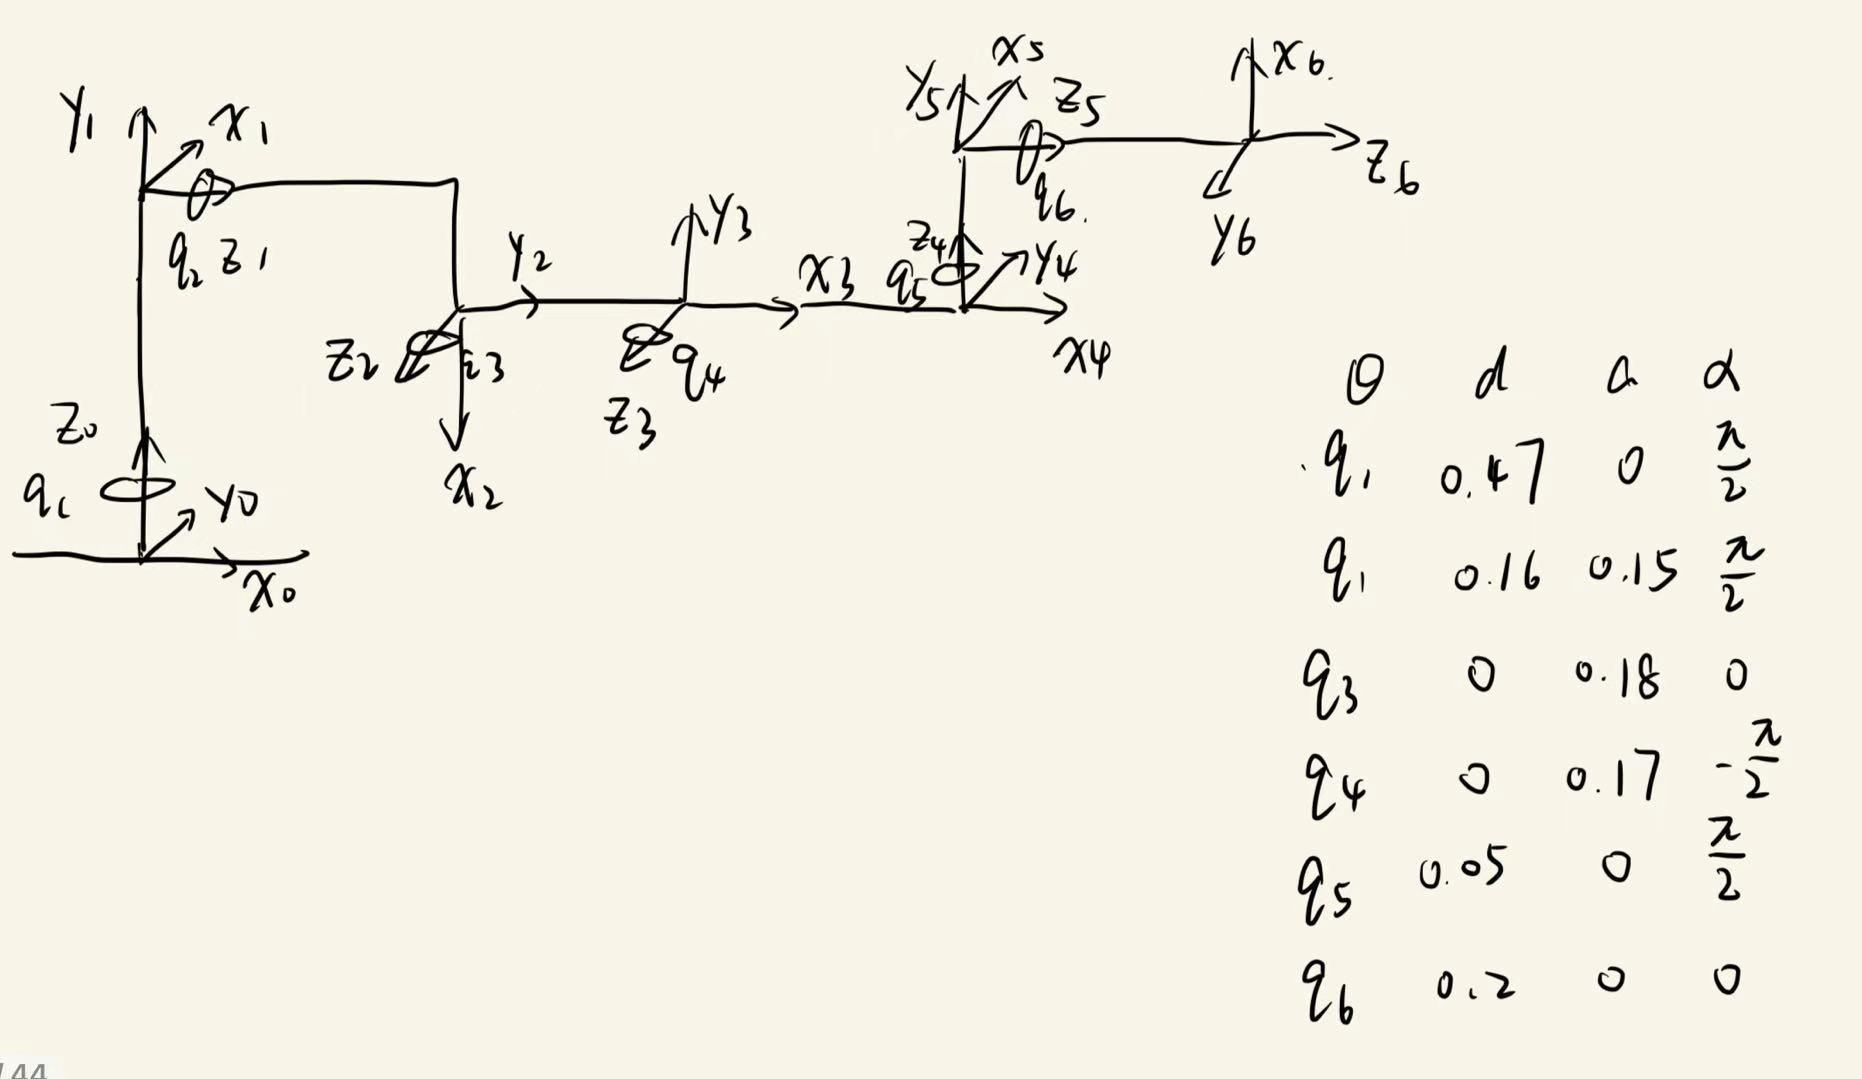 Y₁ X₁
q₂ Z₁
Z₀
q₁ Y₀
X₀
Y₂
Z₂ q₃
X₂
Y₃
X₃
q₄
Z₃
Y₅ X₅ Z₅
q₆.
Z₄ Y₄
q₅
X₄
X₆.
Z₆
Y₆
θ d a α
q₁ 0.47 0 π/2
q₁ 0.16 0.15 π/2
q₃ 0 0.18 0
q₄ 0 0.17 -π/2
q₅ 0.05 0 π/2
q₆ 0.2 0 0
/44